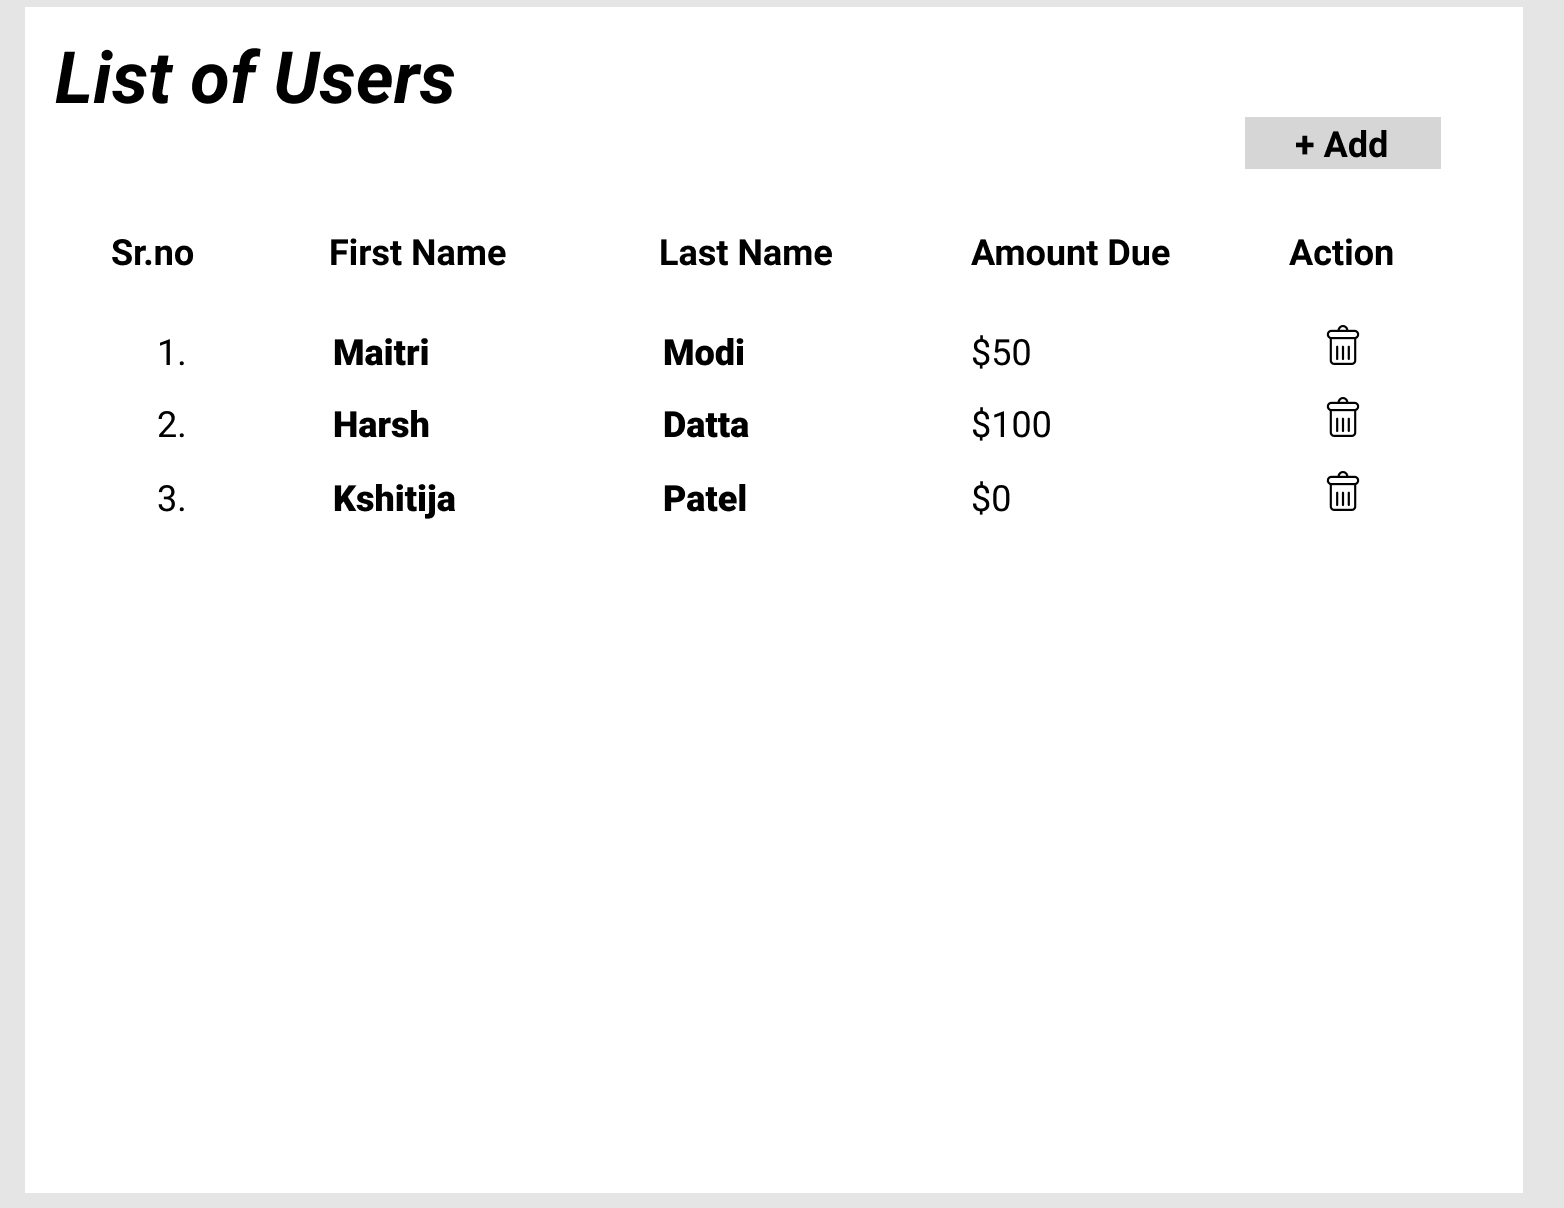 List of Users
+ Add
Sr.no First Name Last Name Amount Due Action
1. Maitri Modi $50
2. Harsh Datta $100
3. Kshitija Patel $0